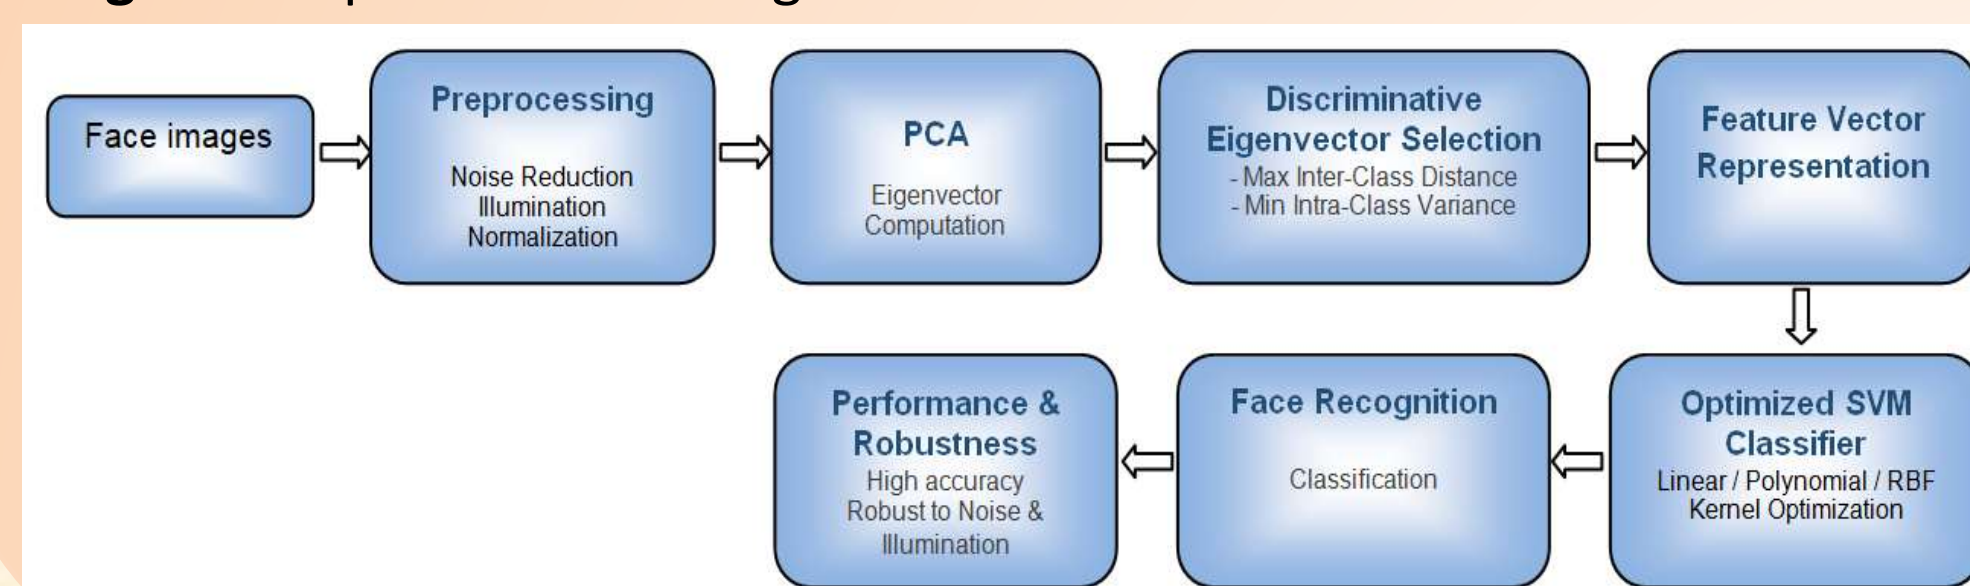 Face images
Preprocessing
Noise Reduction
Illumination
Normalization
PCA
Eigenvector
Computation
Discriminative
Eigenvector Selection
- Max Inter-Class Distance
- Min Intra-Class Variance
Feature Vector
Representation
Optimized SVM
Classifier
Linear / Polynomial / RBF
Kernel Optimization
Face Recognition
Classification
Performance &
Robustness
High accuracy
Robust to Noise &
Illumination